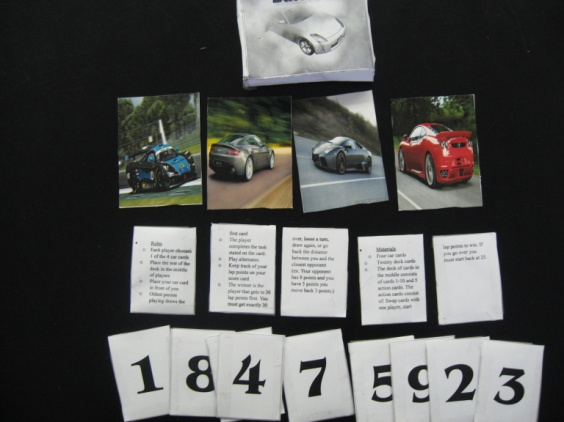 Rules
Each player chooses
1 of the 4 car cards
Place the rest of the
deck in the middle
of players
Place your car card
in front of you
Oldest points
playing draws the
first card
The player
completes the task
stated on the card.
Play alternates.
Keep track of your
lap points on your
score card
The winner is the
player that gets to 30
lap points first. You
must get exactly 30
over, loose a turn,
draw again, or go
back the distance
between you and the
closest opponent
(ex. Your opponent
has 8 points and you
have 5 points you
move back 3 points.)
Materials
Four car cards
Factory deck cards
The deck of cards in
the middle consists
of cards 1-10 and 5
action cards. The
action cards consist
of: Swap cards with
one player, start
lap points to win. If
you go over you
must start at 25.
1
8
4
7
5
9
2
3